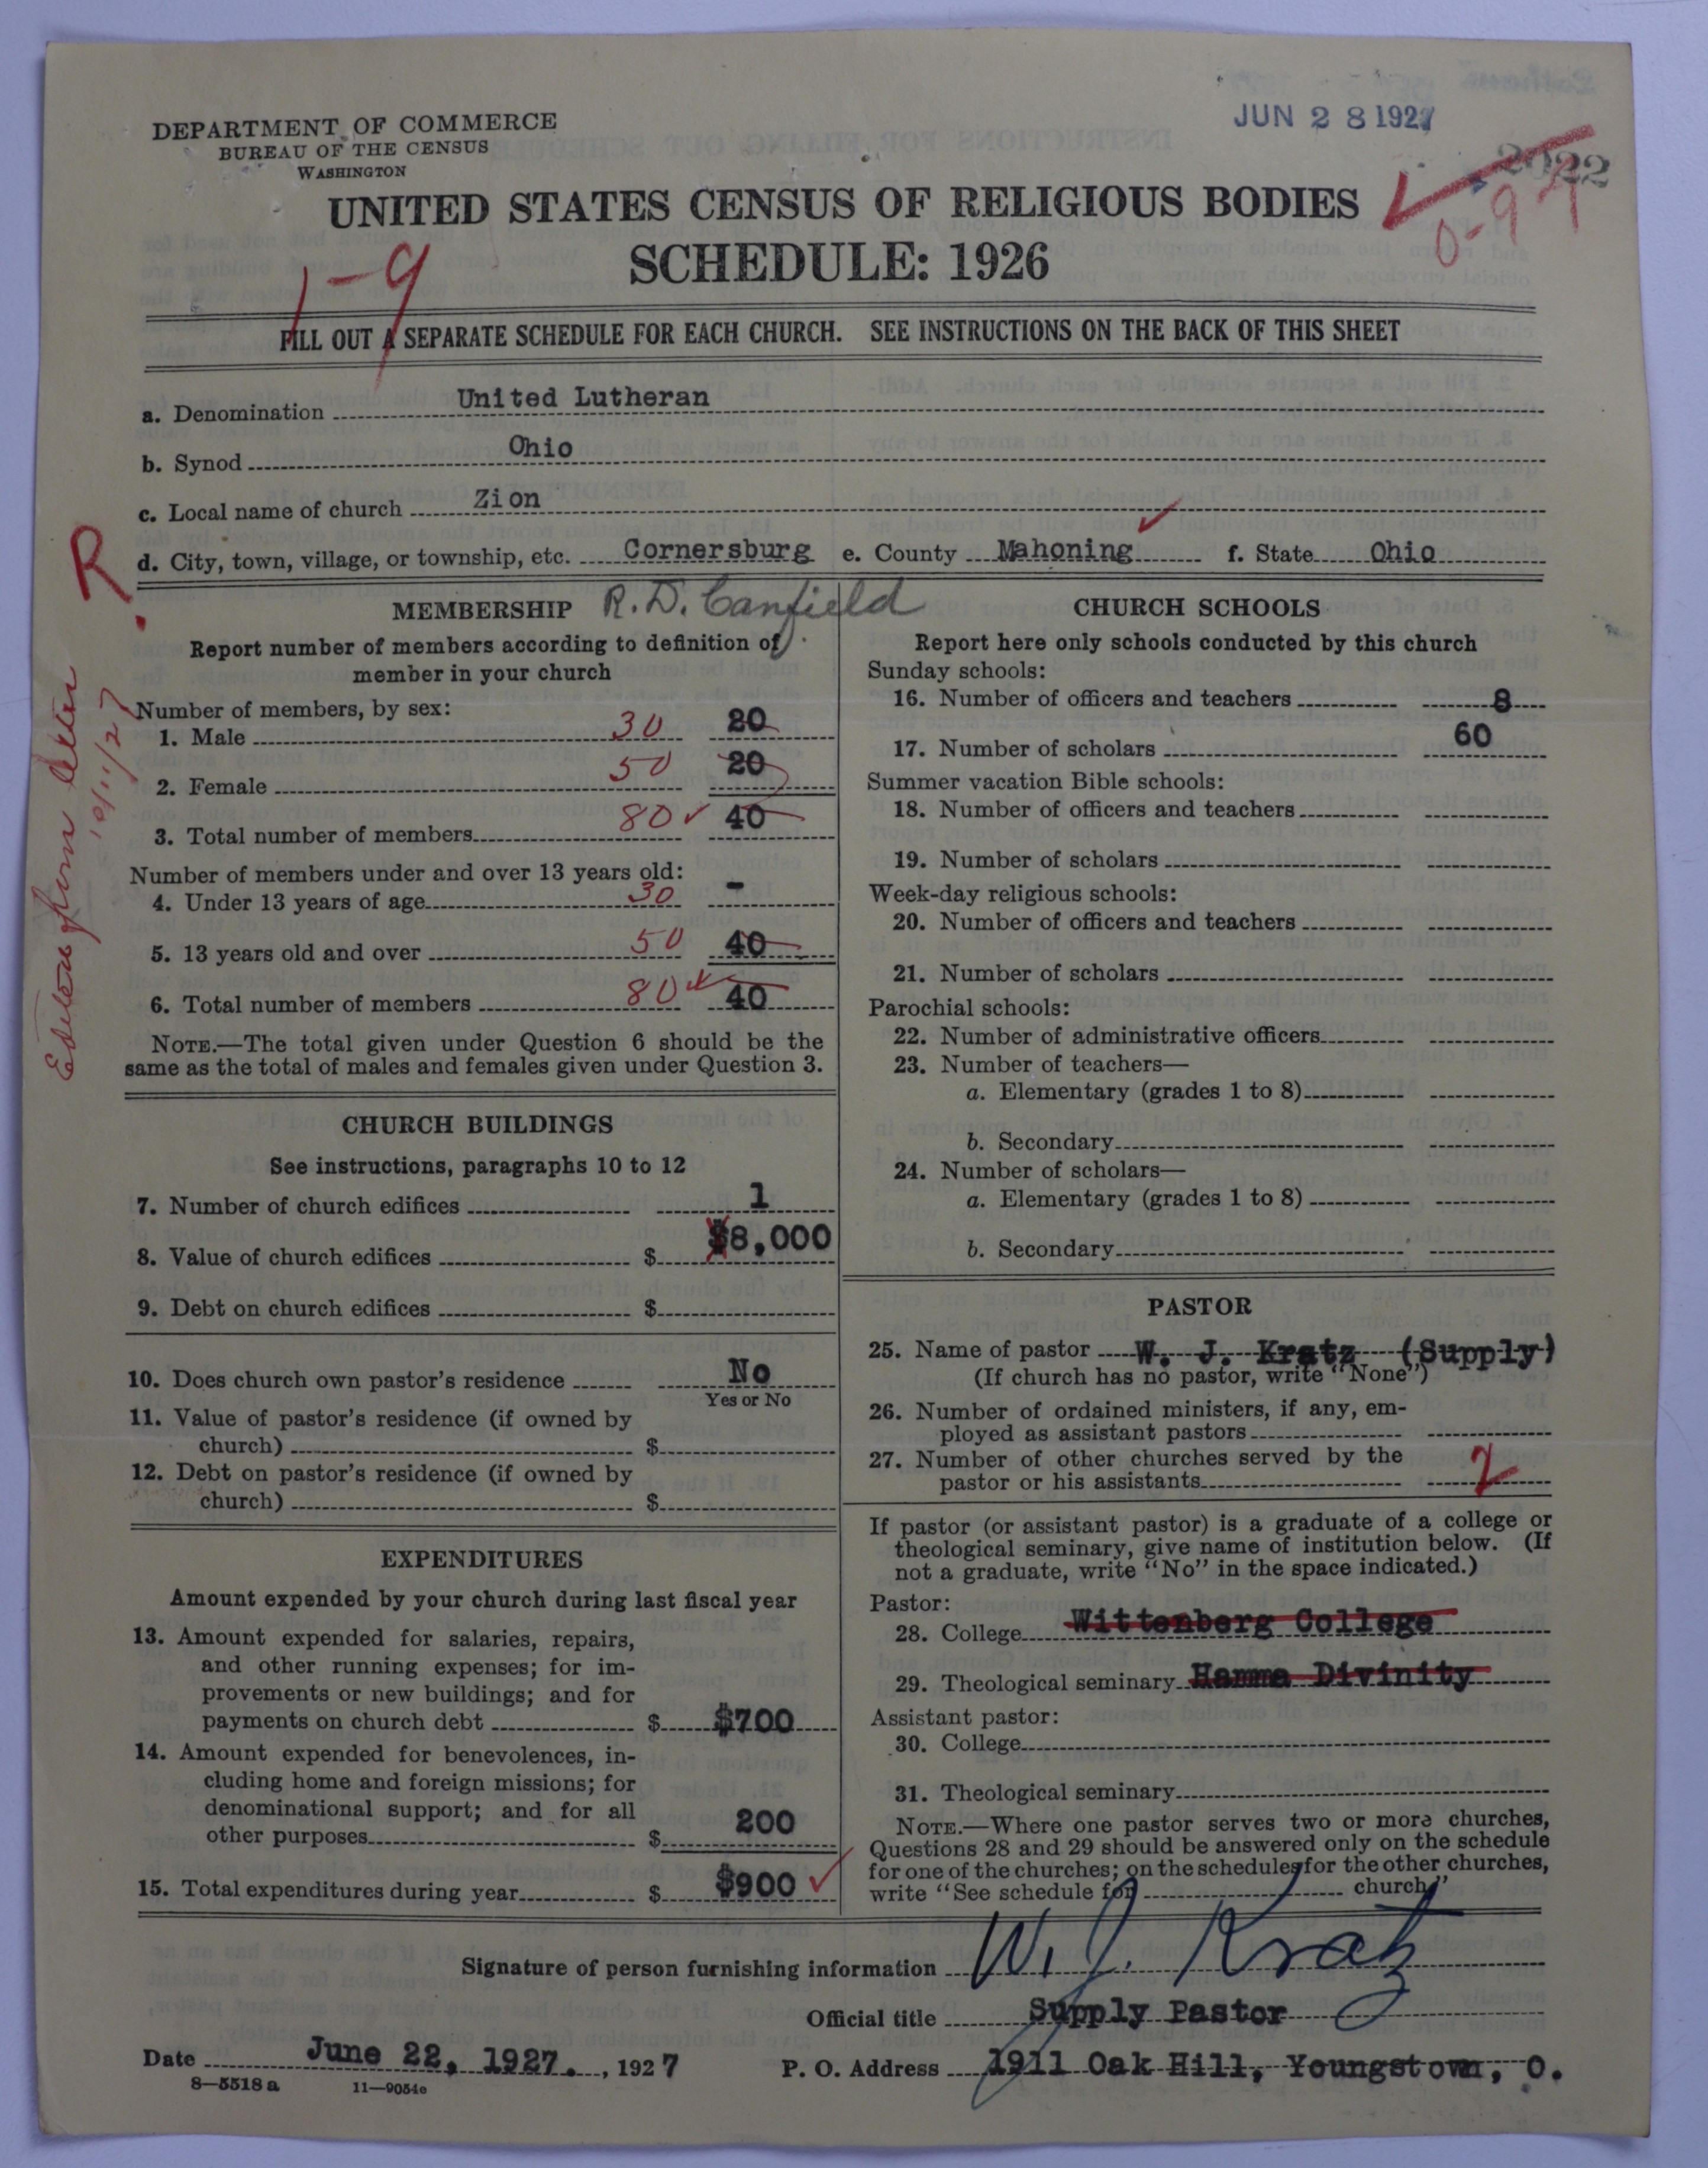 JUN 28 1927
2022
DEPARTMENT OF COMMERCE
BUREAU OF THE CENSUS
WASHINGTON
UNITED STATES CENSUS OF RELIGIOUS BODIES
SCHEDULE: 1926
1-9
0-9
FILL OUT A SEPARATE SCHEDULE FOR EACH CHURCH. SEE INSTRUCTIONS ON THE BACK OF THIS SHEET
a. Denomination United Lutheran
b. Synod Ohio
c. Local name of church Zion
d. City, town, village, or township, etc. Cornersburg e. County Mahoning f. State Ohio
R.
10/11/27
MEMBERSHIP R.D. Canfield
Report number of members according to definition of
member in your church
Number of members, by sex:
1. Male 30 20
2. Female 50 20
3. Total number of members 80 ✓ 40
Number of members under and over 13 years old:
4. Under 13 years of age 30 -
5. 13 years old and over 50 40
6. Total number of members 80 ✓ 40
NOTE.—The total given under Question 6 should be the
same as the total of males and females given under Question 3.
CHURCH BUILDINGS
See instructions, paragraphs 10 to 12
7. Number of church edifices 1
8. Value of church edifices $ $8,000
9. Debt on church edifices $
10. Does church own pastor's residence No
Yes or No
11. Value of pastor's residence (if owned by
church) $
12. Debt on pastor's residence (if owned by
church) $
EXPENDITURES
Amount expended by your church during last fiscal year
13. Amount expended for salaries, repairs,
and other running expenses; for im-
provements or new buildings; and for
payments on church debt $ $700
14. Amount expended for benevolences, in-
cluding home and foreign missions; for
denominational support; and for all
other purposes $ 200
15. Total expenditures during year $ $900 ✓
CHURCH SCHOOLS
Report here only schools conducted by this church
Sunday schools:
16. Number of officers and teachers 8
17. Number of scholars 60
Summer vacation Bible schools:
18. Number of officers and teachers
19. Number of scholars
Week-day religious schools:
20. Number of officers and teachers
21. Number of scholars
Parochial schools:
22. Number of administrative officers
23. Number of teachers—
a. Elementary (grades 1 to 8)
b. Secondary
24. Number of scholars—
a. Elementary (grades 1 to 8)
b. Secondary
PASTOR
25. Name of pastor W. J. Kratz (Supply)
(If church has no pastor, write "None")
26. Number of ordained ministers, if any, em-
ployed as assistant pastors
27. Number of other churches served by the
pastor or his assistants 2
If pastor (or assistant pastor) is a graduate of a college or
theological seminary, give name of institution below. (If
not a graduate, write "No" in the space indicated.)
Pastor:
28. College Wittenberg College
29. Theological seminary Hamma Divinity
Assistant pastor:
30. College
31. Theological seminary
NOTE.—Where one pastor serves two or more churches,
Questions 28 and 29 should be answered only on the schedule
for one of the churches; on the schedules for the other churches,
write "See schedule for church."
Signature of person furnishing information W. J. Kratz
Official title Supply Pastor
Date June 22, 1927. , 1927 P. O. Address 1911 Oak Hill, Youngstown, O.
8—5518 a 11—9054e